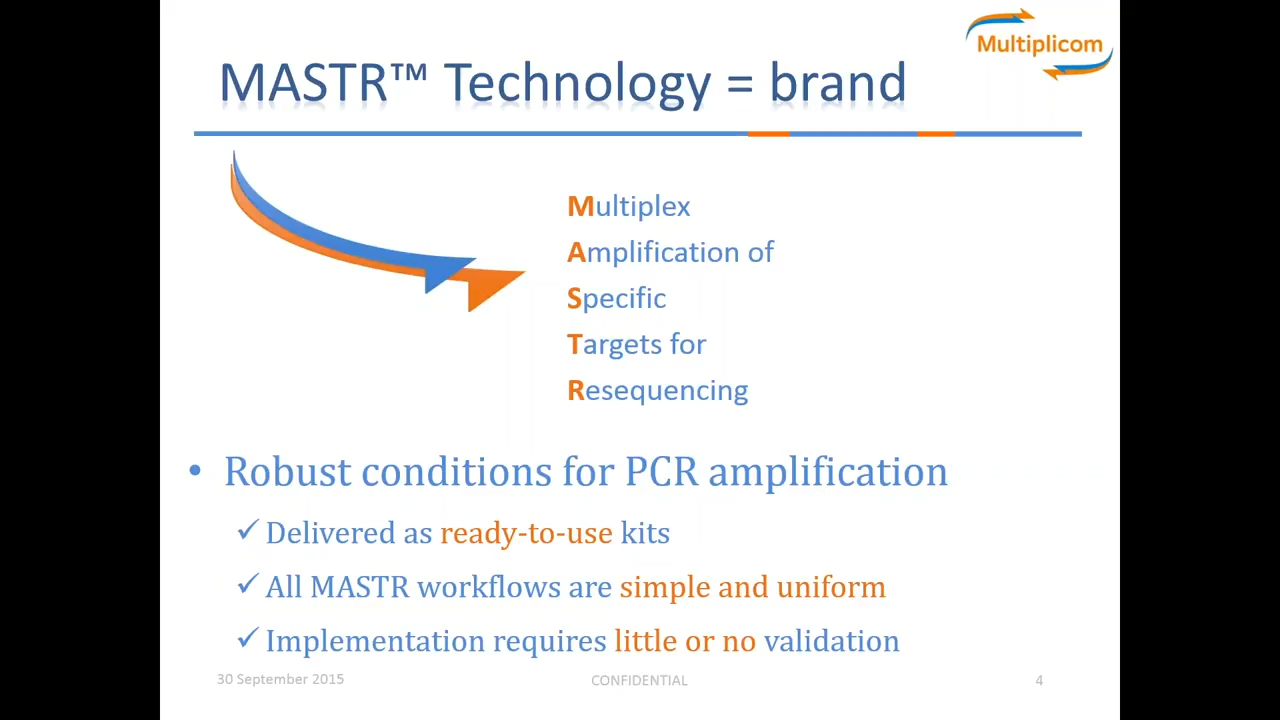 Multiplicom
MASTR™ Technology = brand
Multiplex
Amplification of
Specific
Targets for
Resequencing
• Robust conditions for PCR amplification
✓ Delivered as ready-to-use kits
✓ All MASTR workflows are simple and uniform
✓ Implementation requires little or no validation
30 September 2015 CONFIDENTIAL 4